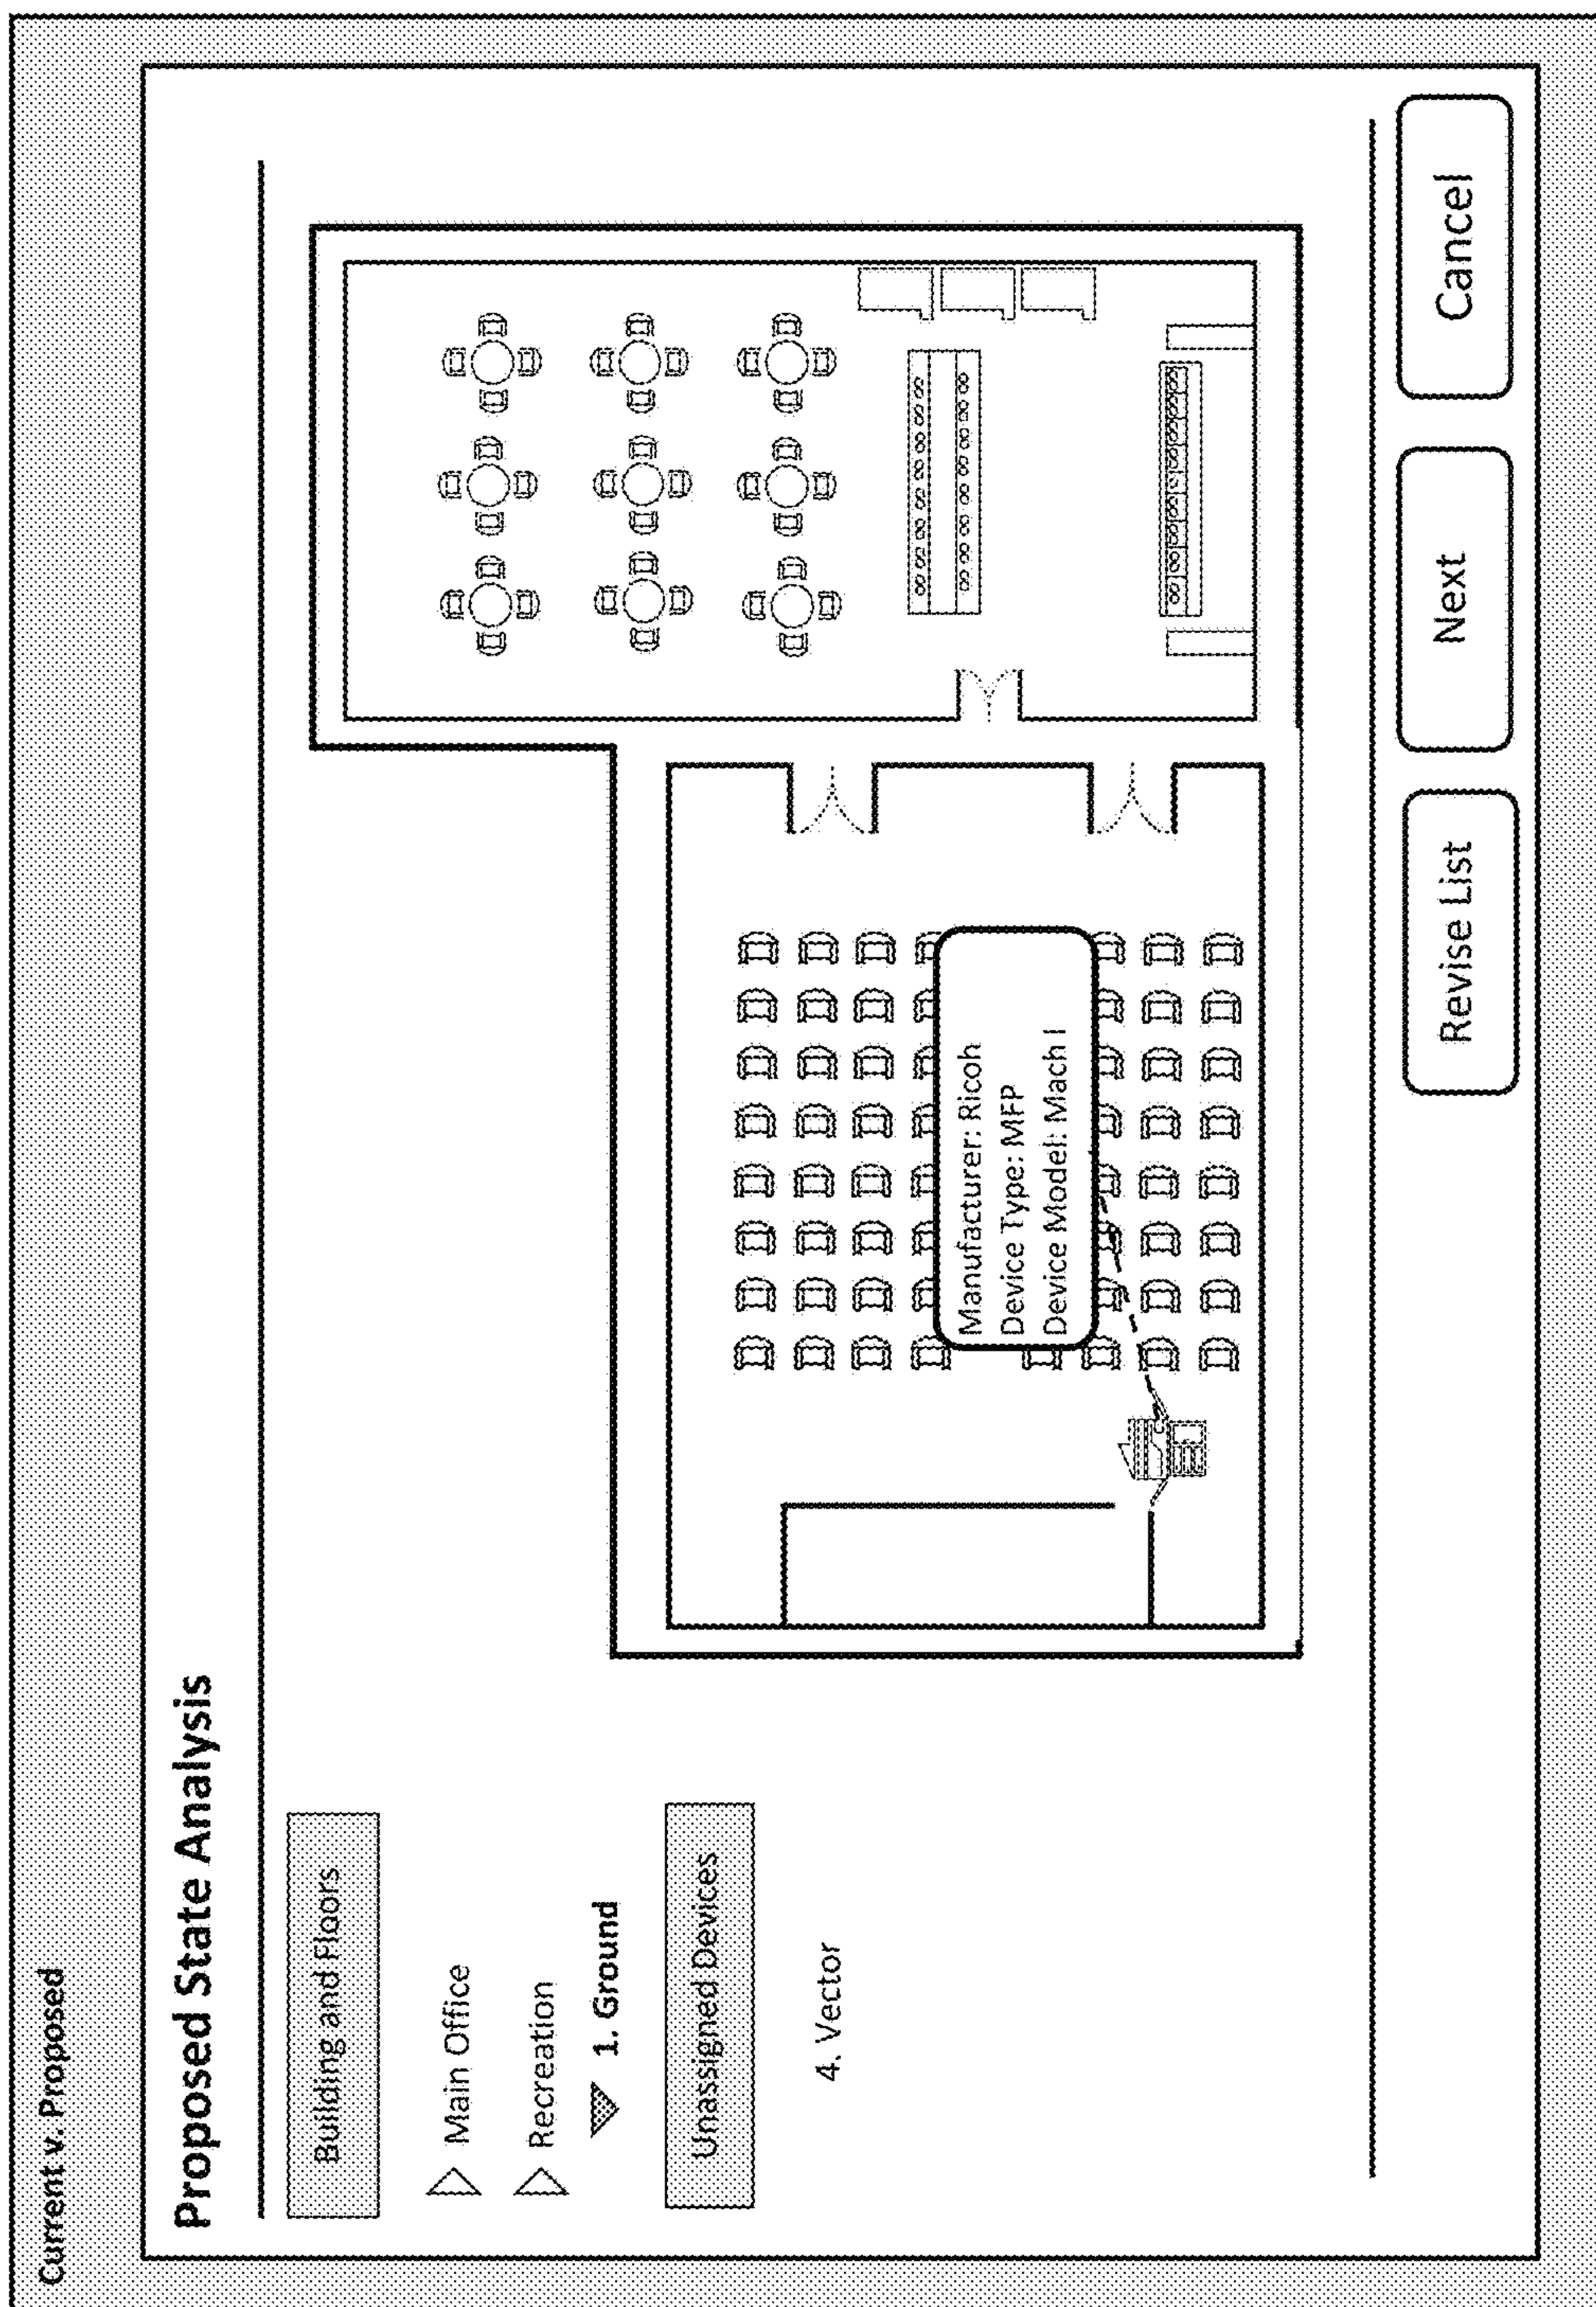 Current v. Proposed
Proposed State Analysis
Building and Floors
Main Office
Recreation
1. Ground
Unassigned Devices
4. Vector
Manufacturer: Ricoh
Device Type: MFP
Device Model: Mach I
Revise List
Next
Cancel